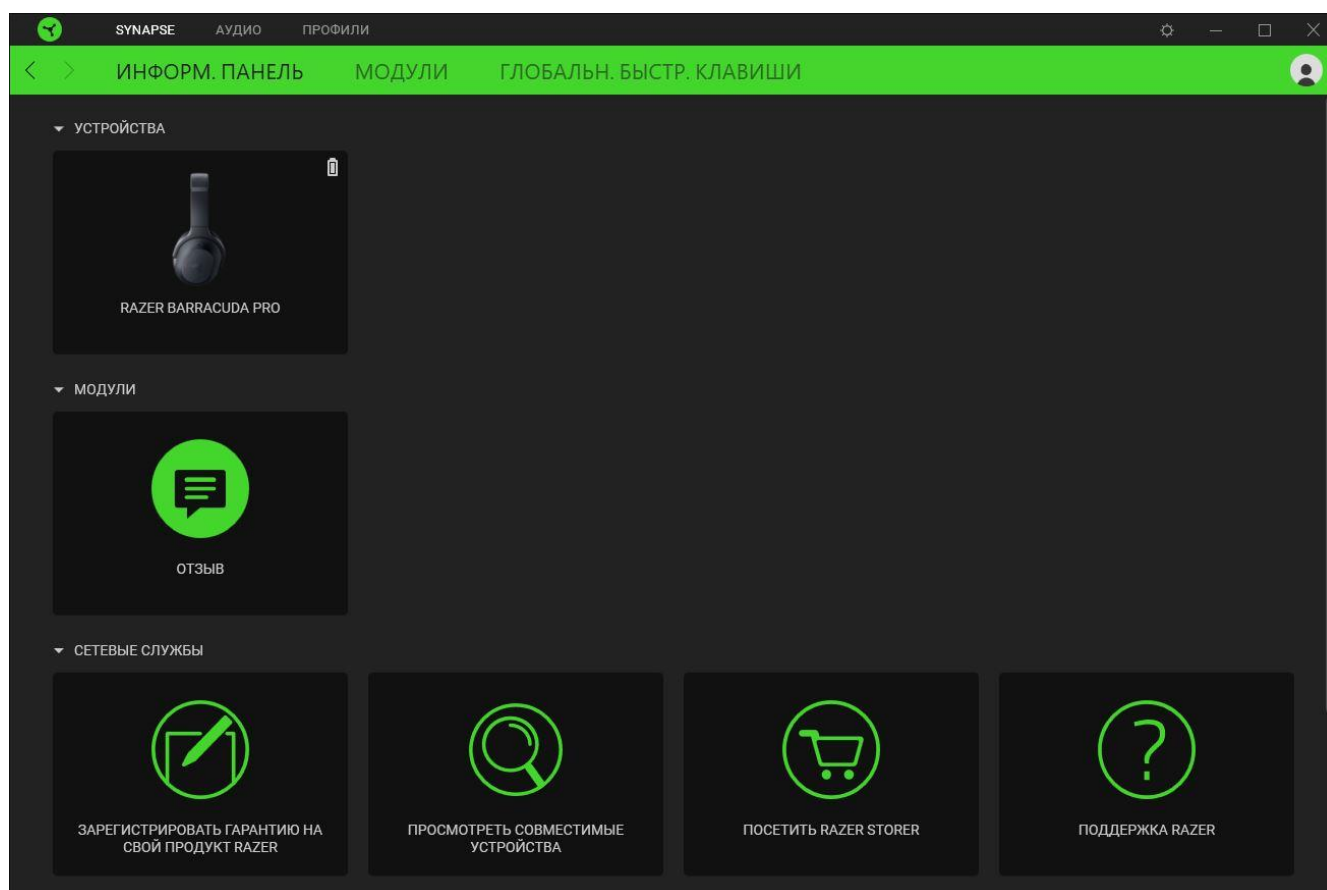 SYNAPSE АУДИО ПРОФИЛИ
ИНФОРМ. ПАНЕЛЬ МОДУЛИ ГЛОБАЛЬН. БЫСТР. КЛАВИШИ
УСТРОЙСТВА
RAZER BARRACUDA PRO
МОДУЛИ
ОТЗЫВ
СЕТЕВЫЕ СЛУЖБЫ
ЗАРЕГИСТРИРОВАТЬ ГАРАНТИЮ НА
СВОЙ ПРОДУКТ RAZER
ПРОСМОТРЕТЬ СОВМЕСТИМЫЕ
УСТРОЙСТВА
ПОСЕТИТЬ RAZER STORER
ПОДДЕРЖКА RAZER